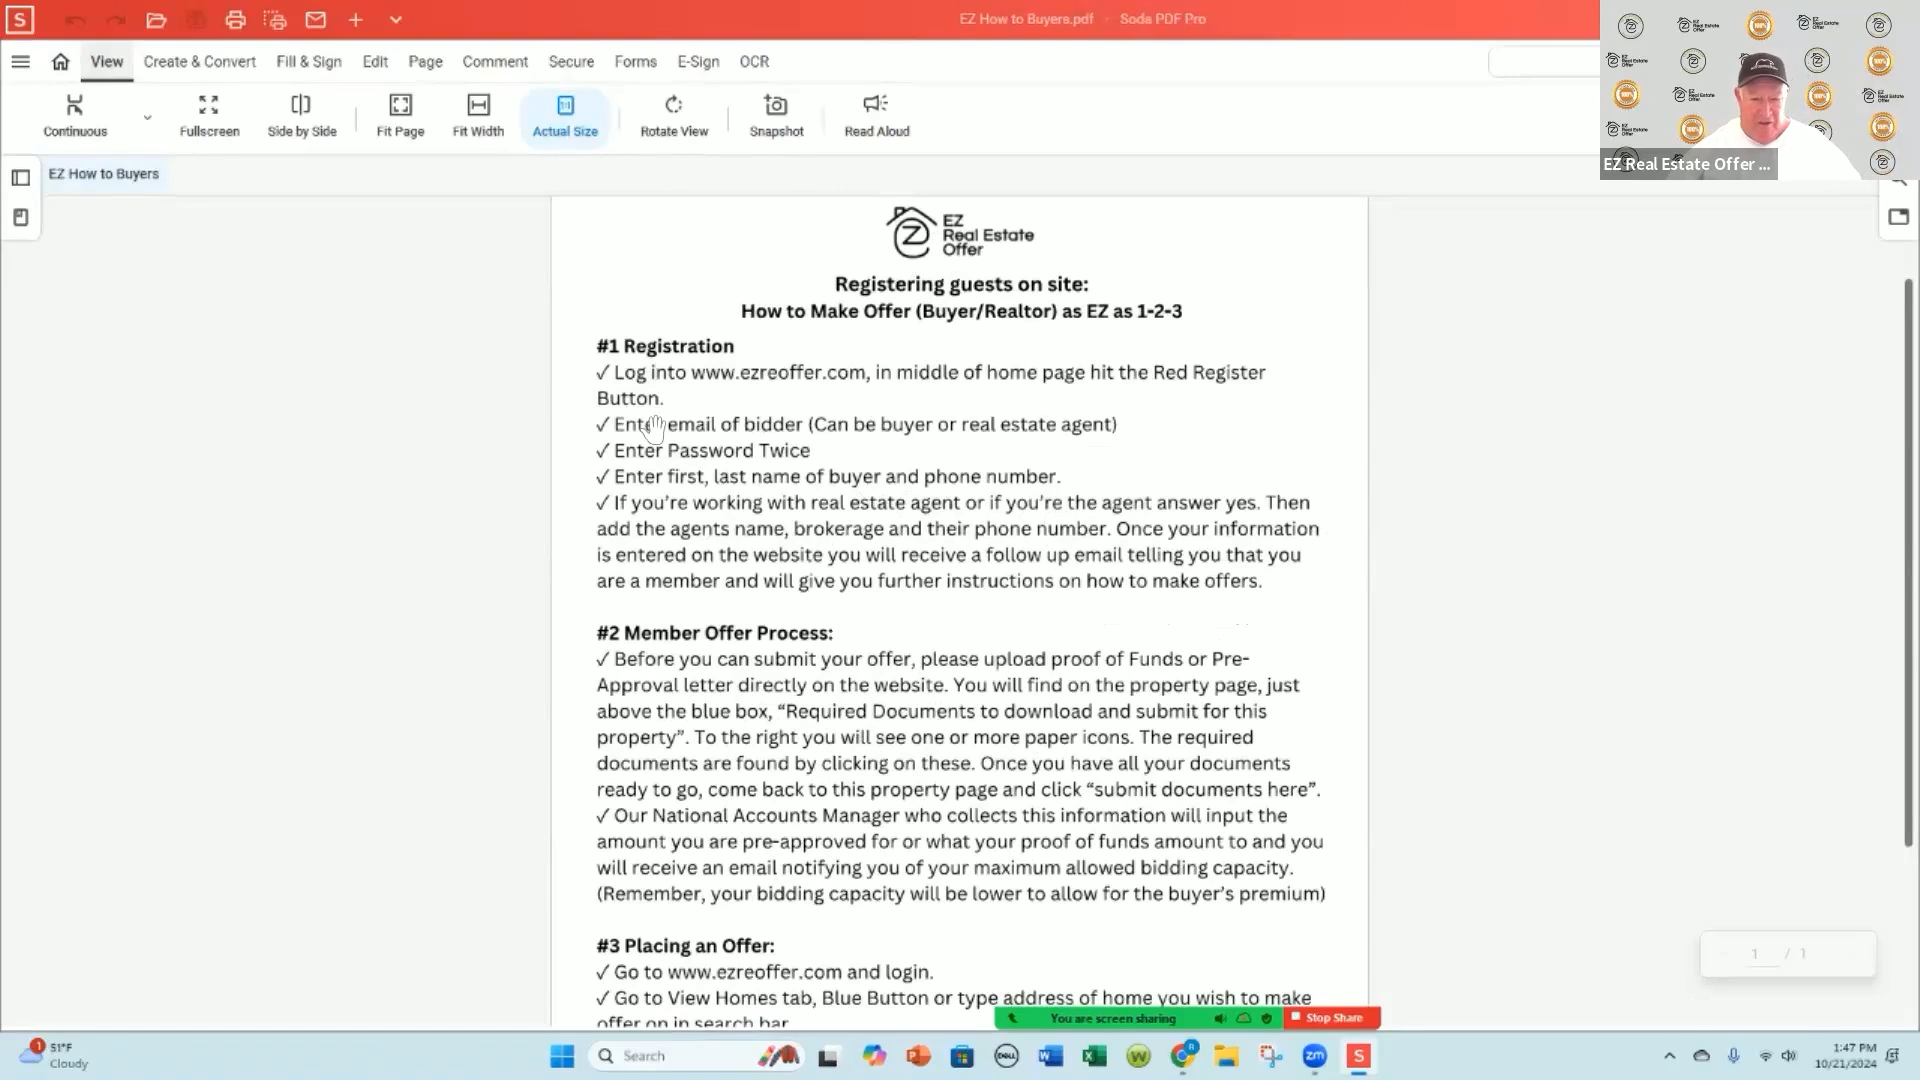 S
EZ How to Buyers.pdf - Soda PDF Pro
View
Create & Convert
Fill & Sign
Edit
Page
Comment
Secure
Forms
E-Sign
OCR
Continuous
Fullscreen
Side by Side
Fit Page
Fit Width
Actual Size
Rotate View
Snapshot
Read Aloud
EZ Real Estate Offer ...
EZ How to Buyers
EZ
Real Estate
Offer
Registering guests on site:
How to Make Offer (Buyer/Realtor) as EZ as 1-2-3
#1 Registration
✓ Log into www.ezreoffer.com, in middle of home page hit the Red Register
Button.
✓ Enter email of bidder (Can be buyer or real estate agent)
✓ Enter Password Twice
✓ Enter first, last name of buyer and phone number.
✓ If you’re working with real estate agent or if you’re the agent answer yes. Then
add the agents name, brokerage and their phone number. Once your information
is entered on the website you will receive a follow up email telling you that you
are a member and will give you further instructions on how to make offers.
#2 Member Offer Process:
✓ Before you can submit your offer, please upload proof of Funds or Pre-
Approval letter directly on the website. You will find on the property page, just
above the blue box, “Required Documents to download and submit for this
property”. To the right you will see one or more paper icons. The required
documents are found by clicking on these. Once you have all your documents
ready to go, come back to this property page and click “submit documents here”.
✓ Our National Accounts Manager who collects this information will input the
amount you are pre-approved for or what your proof of funds amount to and you
will receive an email notifying you of your maximum allowed bidding capacity.
(Remember, your bidding capacity will be lower to allow for the buyer’s premium)
#3 Placing an Offer:
✓ Go to www.ezreoffer.com and login.
✓ Go to View Homes tab, Blue Button or type address of home you wish to make
offer on in search bar
1 / 1
You are screen sharing
Stop Share
1
51°F
Cloudy
Search
DELL
zm
S
1:47 PM
10/21/2024